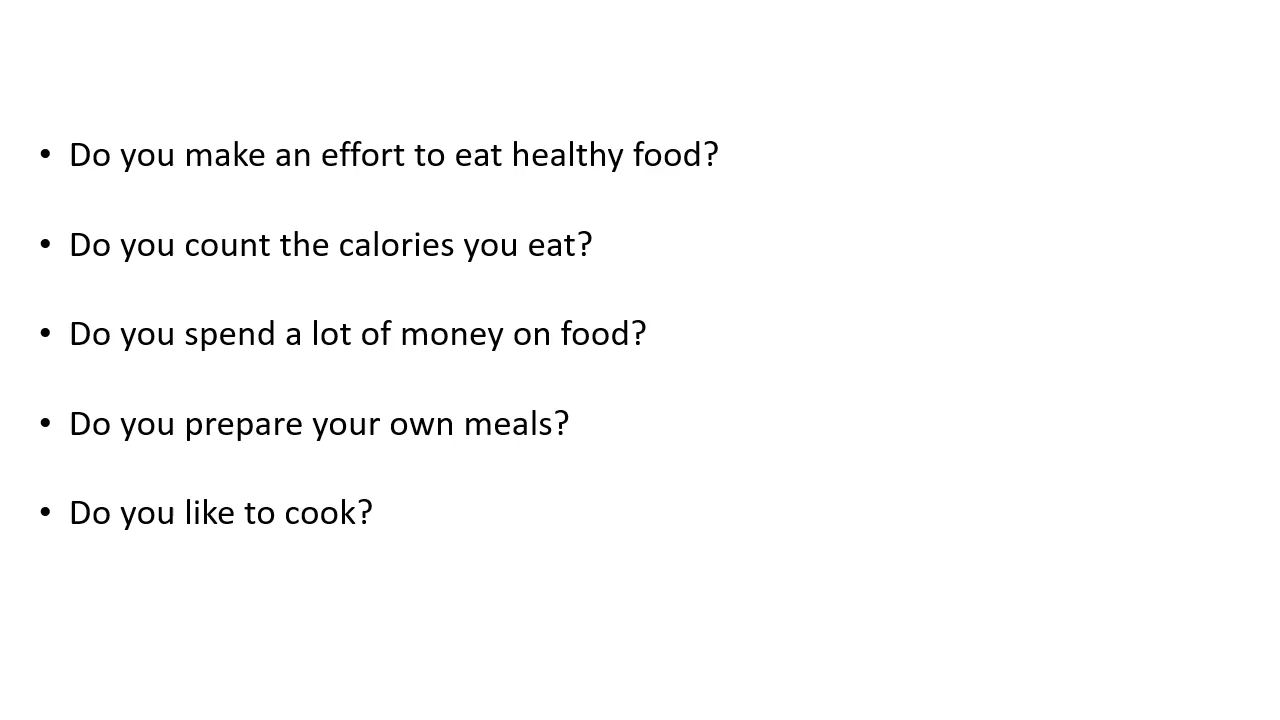 • Do you make an effort to eat healthy food?
• Do you count the calories you eat?
• Do you spend a lot of money on food?
• Do you prepare your own meals?
• Do you like to cook?